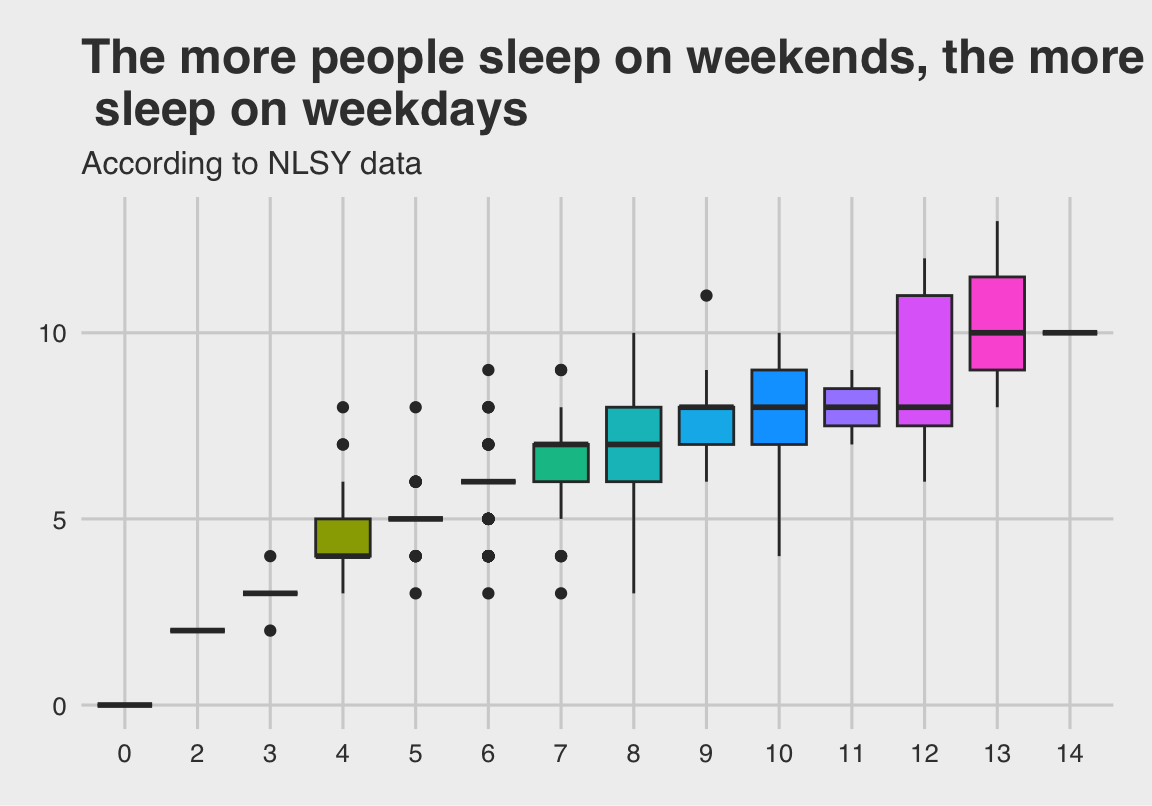 The more people sleep on weekends, the more
sleep on weekdays
According to NLSY data
10
5
0
0 2 3 4 5 6 7 8 9 10 11 12 13 14